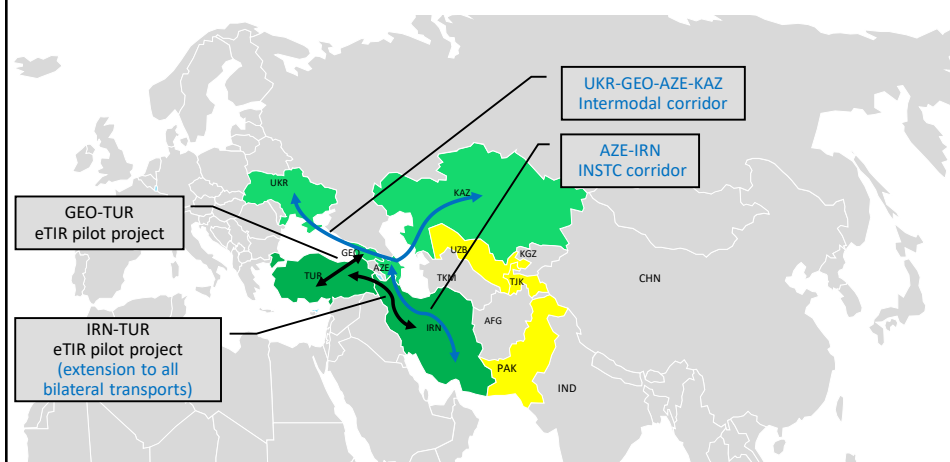 UKR-GEO-AZE-KAZ
Intermodal corridor
AZE-IRN
INSTC corridor
UKR
KAZ
GEO-TUR
eTIR pilot project
GEO
UZB
KGZ
TUR
AZE
TKM
TJK
CHN
IRN-TUR
eTIR pilot project
(extension to all
bilateral transports)
IRN
AFG
PAK
IND